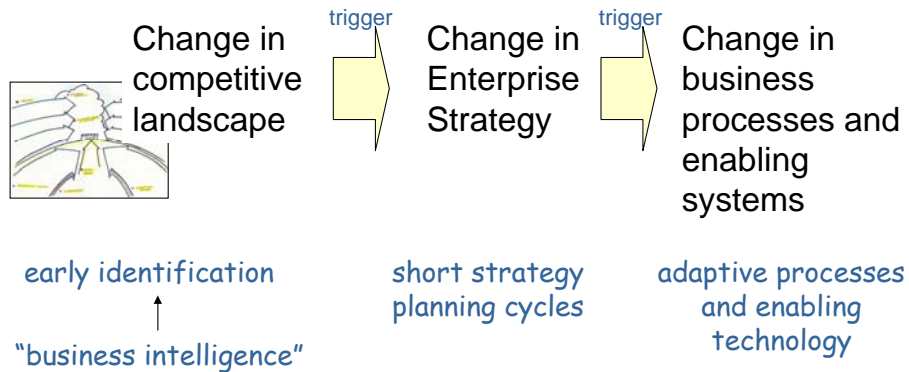 trigger
trigger
Change in
competitive
landscape
Change in
Enterprise
Strategy
Change in
business
processes and
enabling
systems
early identification
short strategy
planning cycles
adaptive processes
and enabling
technology
“business intelligence”